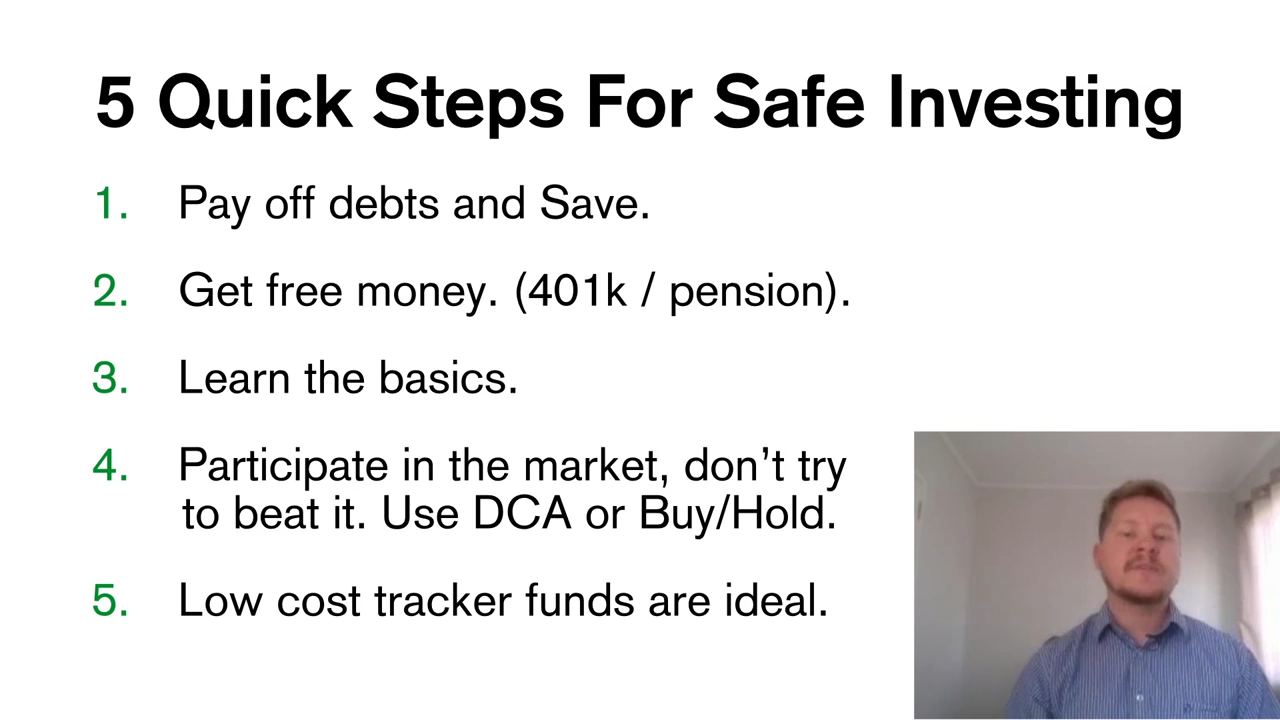 5 Quick Steps For Safe Investing
1. Pay off debts and Save.
2. Get free money. (401k / pension).
3. Learn the basics.
4. Participate in the market, don’t try
to beat it. Use DCA or Buy/Hold.
5. Low cost tracker funds are ideal.